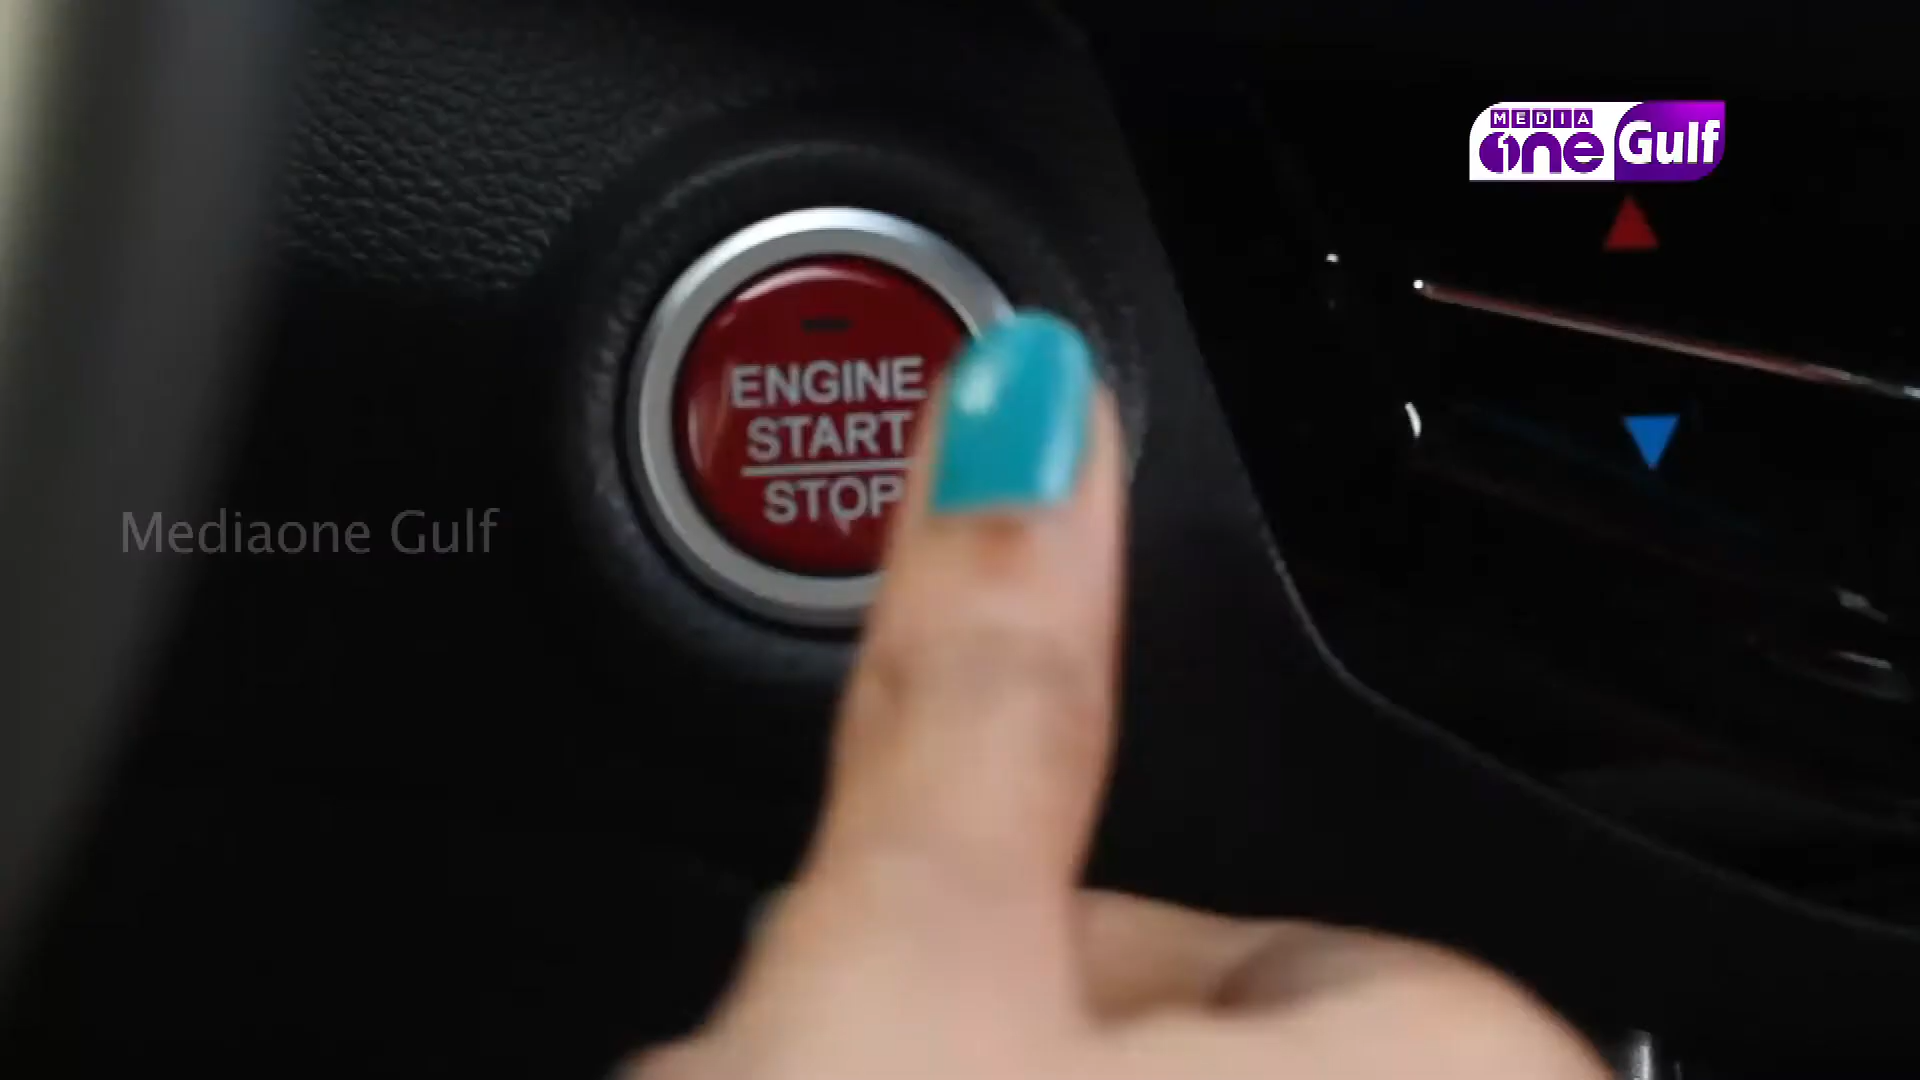 MEDIA
one Gulf
ENGINE
START
STOP
Mediaone Gulf